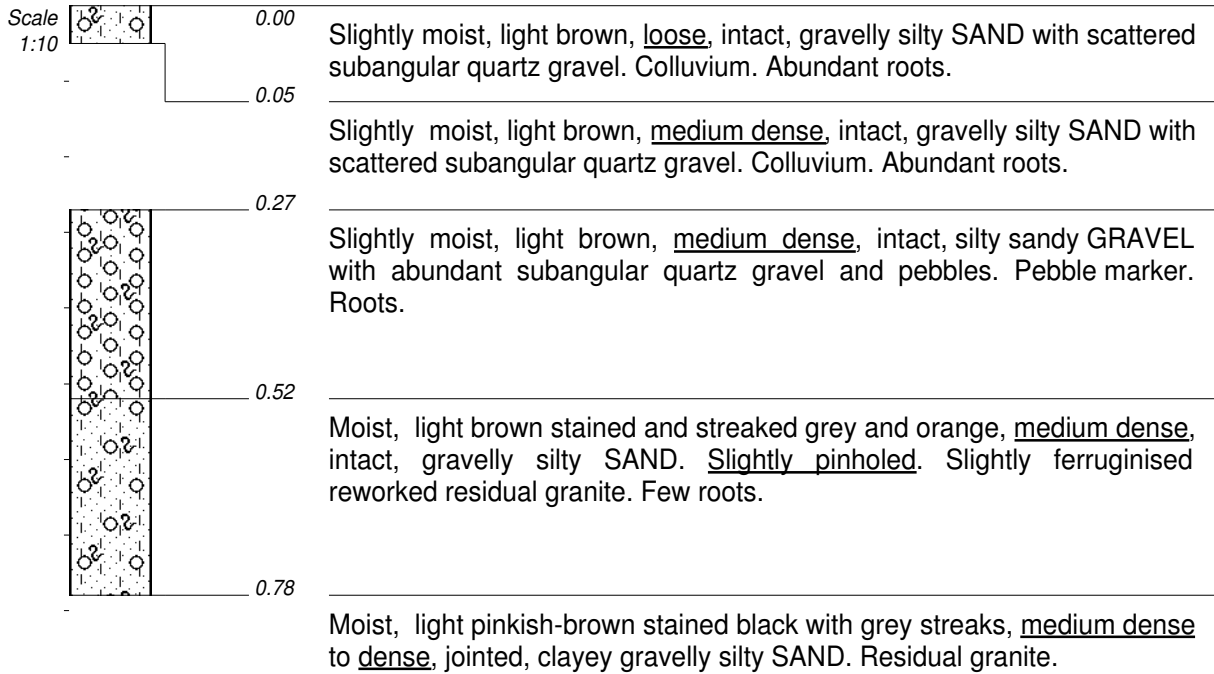 Scale
1:10
0.00
Slightly moist, light brown, loose, intact, gravelly silty SAND with scattered
subangular quartz gravel. Colluvium. Abundant roots.
0.05
Slightly moist, light brown, medium dense, intact, gravelly silty SAND with
scattered subangular quartz gravel. Colluvium. Abundant roots.
0.27
Slightly moist, light brown, medium dense, intact, silty sandy GRAVEL
with abundant subangular quartz gravel and pebbles. Pebble marker.
Roots.
0.52
Moist, light brown stained and streaked grey and orange, medium dense,
intact, gravelly silty SAND. Slightly pinholed. Slightly ferruginised
reworked residual granite. Few roots.
0.78
Moist, light pinkish-brown stained black with grey streaks, medium dense
to dense, jointed, clayey gravelly silty SAND. Residual granite.